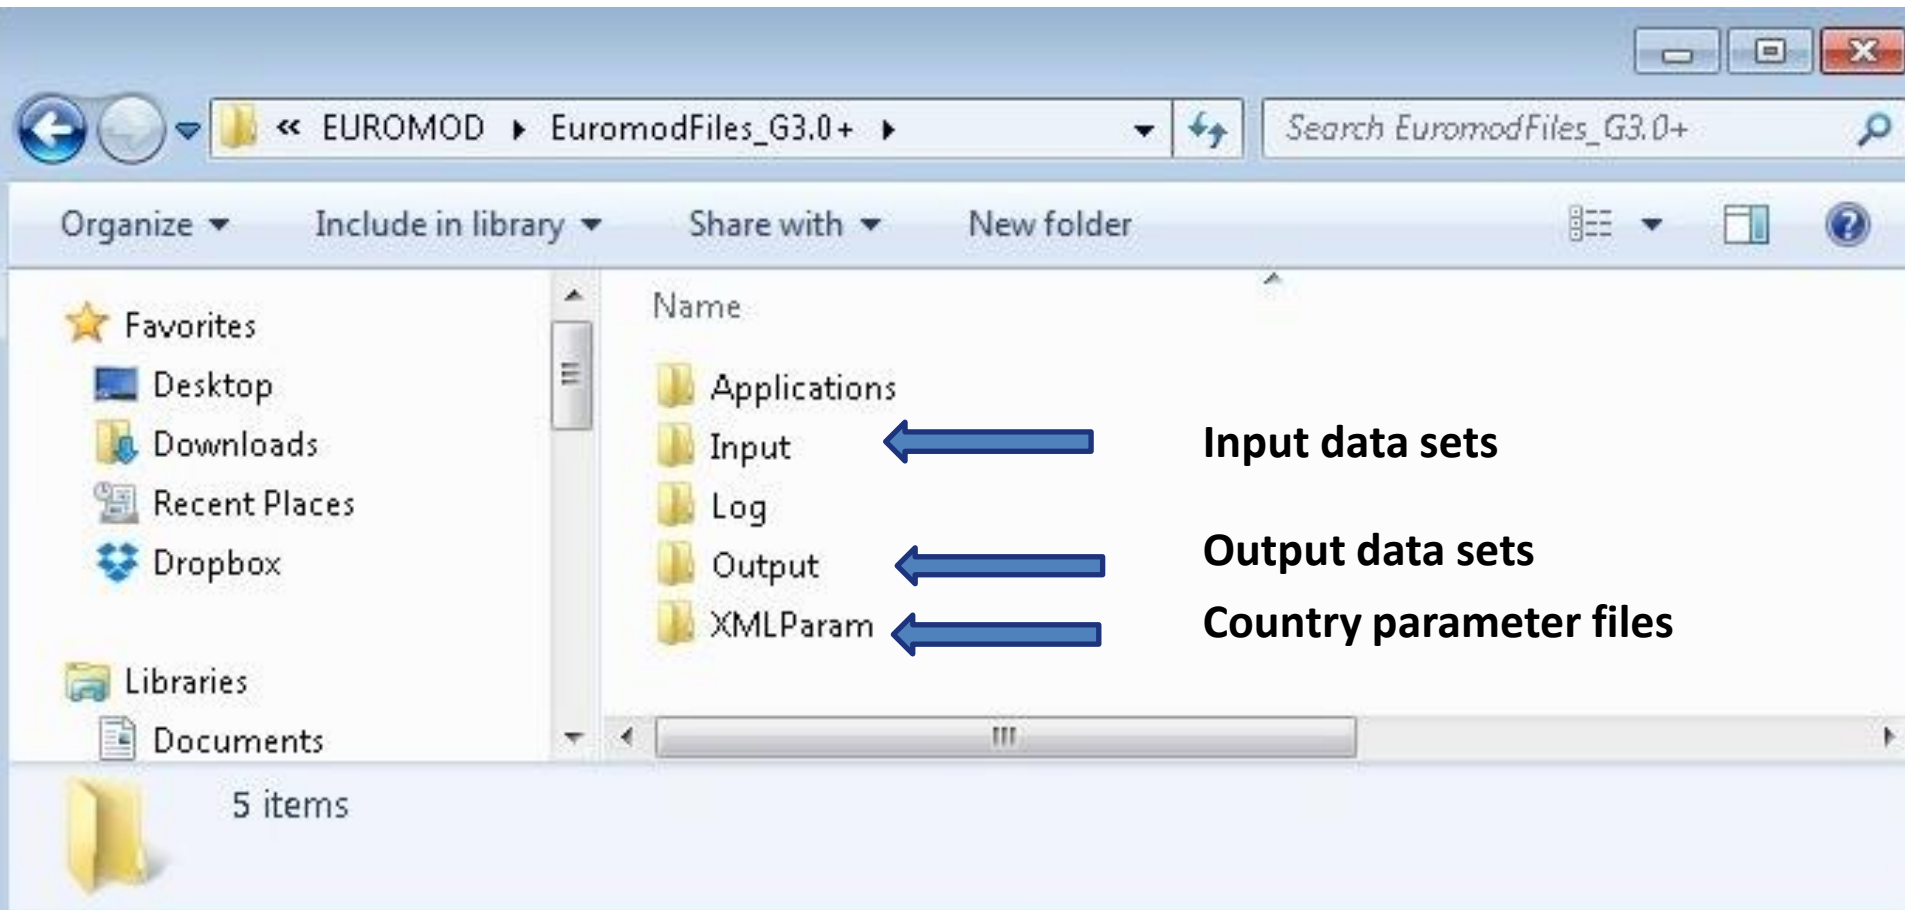 « EUROMOD ▸ EuromodFiles_G3.0+ ▸
Search EuromodFiles_G3.0+
Organize Include in library Share with New folder
Favorites
Desktop
Downloads
Recent Places
Dropbox
Libraries
Documents
Name
Applications
Input
Input data sets
Log
Output
Output data sets
XMLParam
Country parameter files
5 items